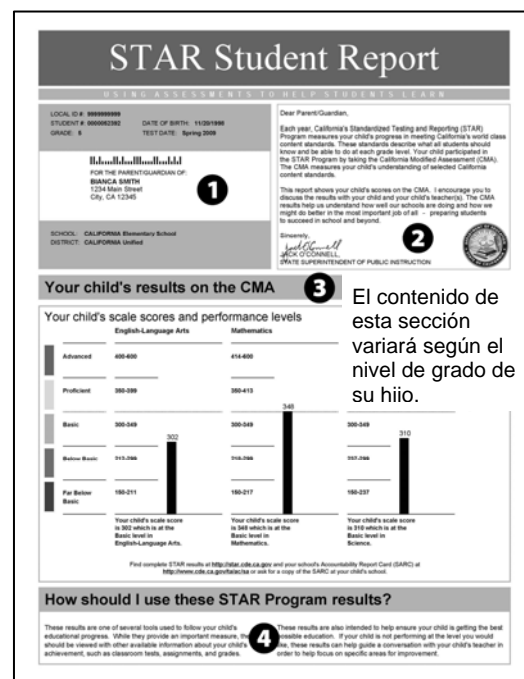 STAR Student Report
USING ASSESSMENTS TO HELP STUDENTS LEARN
LOCAL ID #: 9999999999
STUDENT #: 0000062392 DATE OF BIRTH: 11/20/1998
GRADE: 5 TEST DATE: Spring 2009
FOR THE PARENT/GUARDIAN OF:
BIANCA SMITH
1234 Main Street
City, CA 12345
1
SCHOOL: CALIFORNIA Elementary School
DISTRICT: CALIFORNIA Unified
Dear Parent/Guardian,
Each year, California's Standardized Testing and Reporting (STAR)
Program measures your child's progress in meeting California's world class
content standards. These standards describe what all students should
know and be able to do at each grade level. Your child participated in
the STAR Program by taking the California Modified Assessment (CMA).
The CMA measures your child's understanding of selected California
content standards.
This report shows your child's scores on the CMA. I encourage you to
discuss the results with your child and your child's teacher(s). The CMA
results help us understand how well our schools are doing and how we
might do better in the most important job of all - preparing students
to succeed in school and beyond.
Sincerely,
2
JACK O'CONNELL,
STATE SUPERINTENDENT OF PUBLIC INSTRUCTION
Your child's results on the CMA
3
El contenido de
esta sección
variará según el
nivel de grado de
su hijo.
Your child's scale scores and performance levels
English-Language Arts Mathematics
Advanced 400-600 414-600
Proficient 350-399 350-413
348
Basic 300-349 300-349 300-349
302 310
Below Basic
Far Below 150-211 150-217 150-237
Basic
Your child's scale score Your child's scale score Your child's scale score
is 302 which is at the is 348 which is at the is 310 which is at the
Basic level in Basic level in Basic level in
English-Language Arts. Mathematics. Science.
Find complete STAR results at http://star.cde.ca.gov and your school's Accountability Report Card (SARC) at
http://www.cde.ca.gov/ta/ac/sa or ask for a copy of the SARC at your child's school.
How should I use these STAR Program results?
These results are one of several tools used to follow your child's
educational progress. While they provide an important measure, the
should be viewed with other available information about your child's
achievement, such as classroom tests, assignments, and grades.
4
These results are also intended to help ensure your child is getting the best
possible education. If your child is not performing at the level you would
like, these results can help guide a conversation with your child's teacher in
order to help focus on specific areas for improvement.